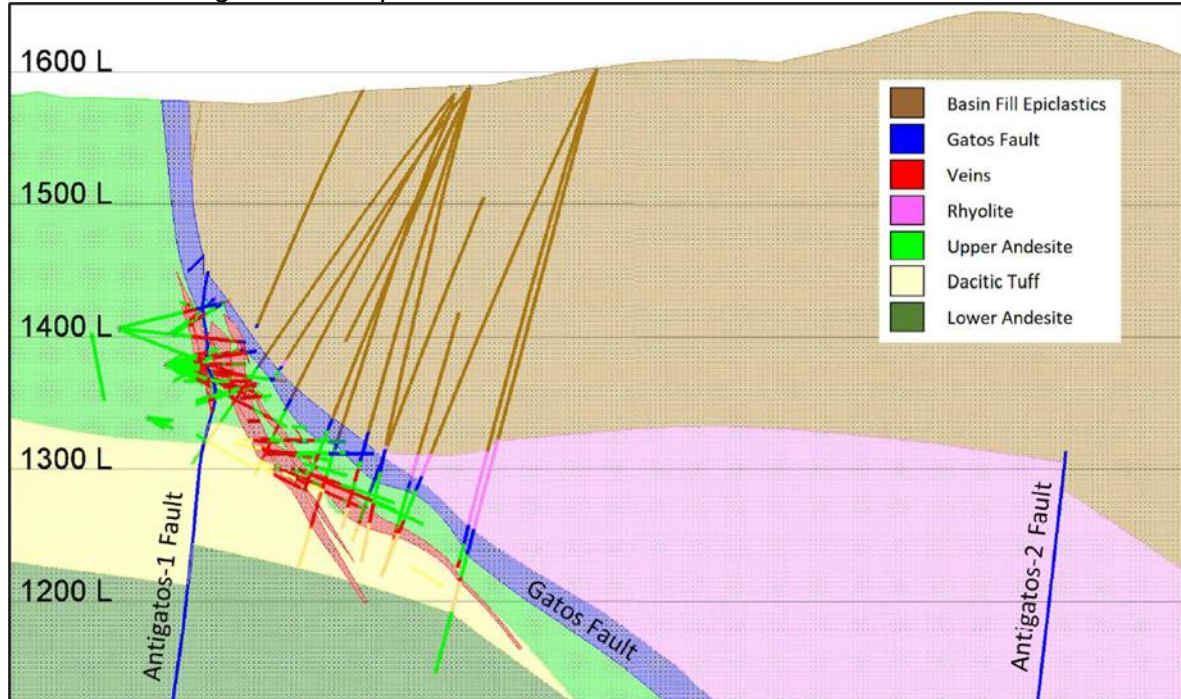 1600 L
1500 L
1400 L
1300 L
1200 L
Basin Fill Epiclastics
Gatos Fault
Veins
Rhyolite
Upper Andesite
Dacitic Tuff
Lower Andesite
Antigatos-1 Fault
Gatos Fault
Antigatos-2 Fault